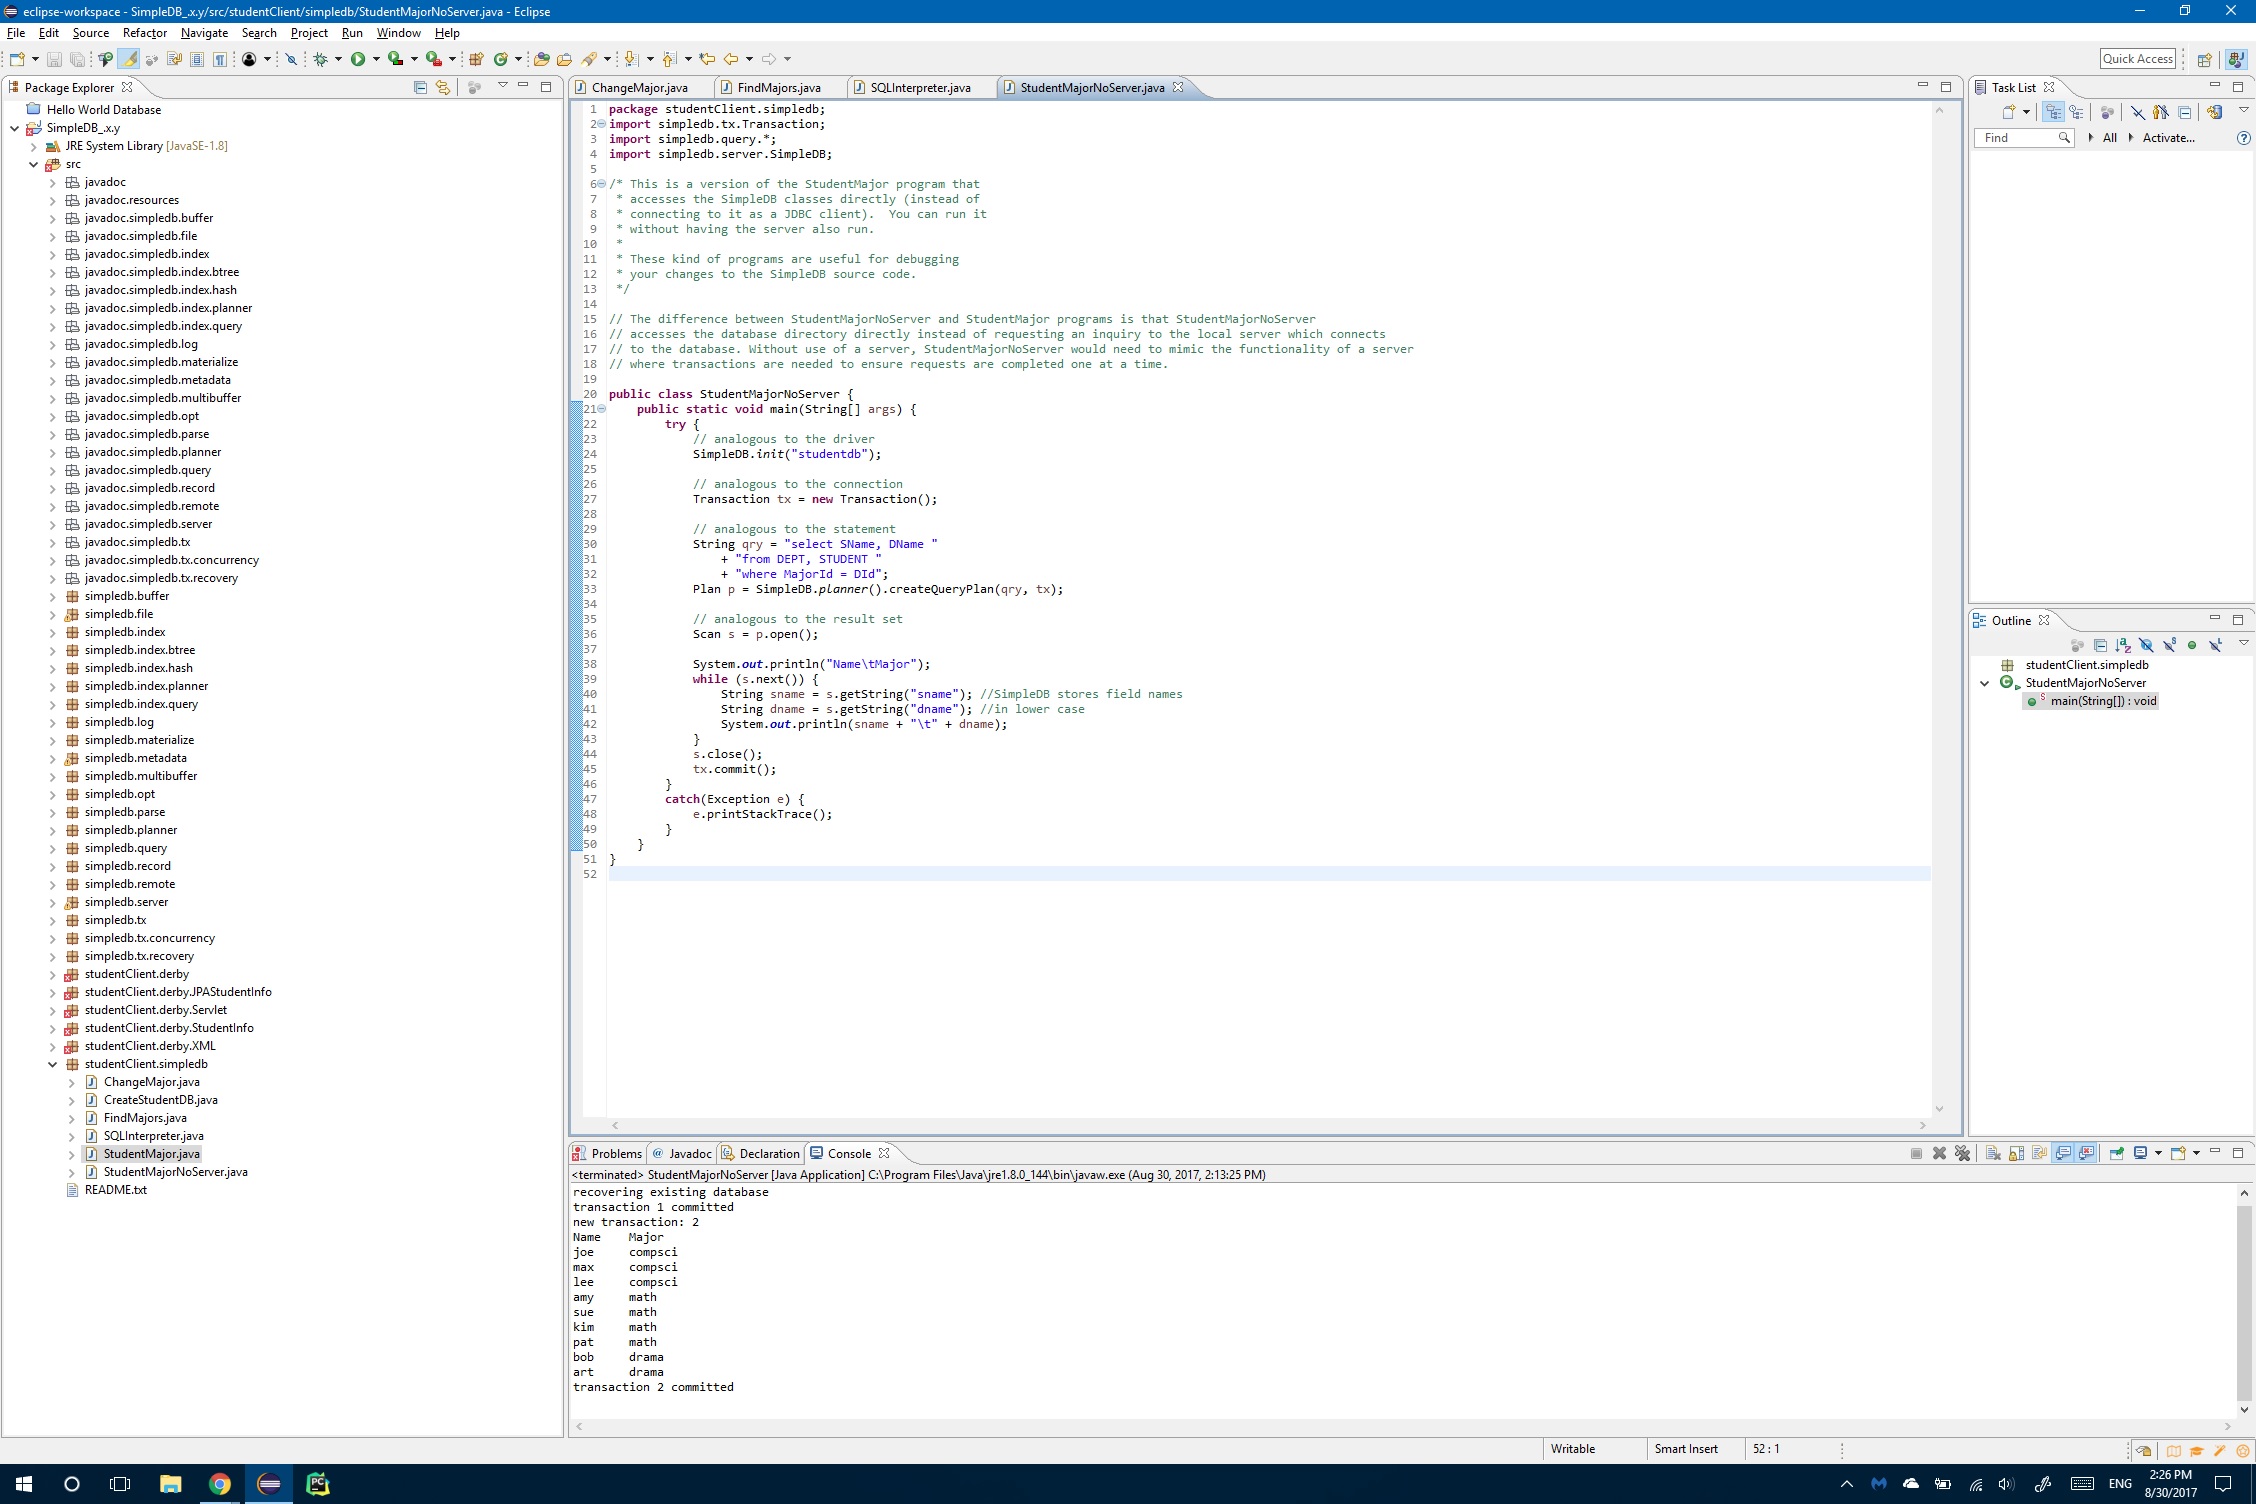 eclipse-workspace - SimpleDB_.x.y/src/studentClient/simpledb/StudentMajorNoServer.java - Eclipse
File Edit Source Refactor Navigate Search Project Run Window Help
Quick Access
Package Explorer
Hello World Database
SimpleDB_.x.y
JRE System Library [JavaSE-1.8]
src
javadoc
javadoc.resources
javadoc.simpledb.buffer
javadoc.simpledb.file
javadoc.simpledb.index
javadoc.simpledb.index.btree
javadoc.simpledb.index.hash
javadoc.simpledb.index.planner
javadoc.simpledb.index.query
javadoc.simpledb.log
javadoc.simpledb.materialize
javadoc.simpledb.metadata
javadoc.simpledb.multibuffer
javadoc.simpledb.opt
javadoc.simpledb.parse
javadoc.simpledb.planner
javadoc.simpledb.query
javadoc.simpledb.record
javadoc.simpledb.remote
javadoc.simpledb.server
javadoc.simpledb.tx
javadoc.simpledb.tx.concurrency
javadoc.simpledb.tx.recovery
simpledb.buffer
simpledb.file
simpledb.index
simpledb.index.btree
simpledb.index.hash
simpledb.index.planner
simpledb.index.query
simpledb.log
simpledb.materialize
simpledb.metadata
simpledb.multibuffer
simpledb.opt
simpledb.parse
simpledb.planner
simpledb.query
simpledb.record
simpledb.remote
simpledb.server
simpledb.tx
simpledb.tx.concurrency
simpledb.tx.recovery
studentClient.derby
studentClient.derby.JPAStudentInfo
studentClient.derby.Servlet
studentClient.derby.StudentInfo
studentClient.derby.XML
studentClient.simpledb
ChangeMajor.java
CreateStudentDB.java
FindMajors.java
SQLInterpreter.java
StudentMajor.java
StudentMajorNoServer.java
README.txt
ChangeMajor.java FindMajors.java SQLInterpreter.java StudentMajorNoServer.java
1 package studentClient.simpledb;
2 import simpledb.tx.Transaction;
3 import simpledb.query.*;
4 import simpledb.server.SimpleDB;
5
6 /* This is a version of the StudentMajor program that
7 * accesses the SimpleDB classes directly (instead of
8 * connecting to it as a JDBC client). You can run it
9 * without having the server also run.
10 *
11 * These kind of programs are useful for debugging
12 * your changes to the SimpleDB source code.
13 */
14
15 // The difference between StudentMajorNoServer and StudentMajor programs is that StudentMajorNoServer
16 // accesses the database directory directly instead of requesting an inquiry to the local server which connects
17 // to the database. Without use of a server, StudentMajorNoServer would need to mimic the functionality of a server
18 // where transactions are needed to ensure requests are completed one at a time.
19
20 public class StudentMajorNoServer {
21 public static void main(String[] args) {
22 try {
23 // analogous to the driver
24 SimpleDB.init("studentdb");
25
26 // analogous to the connection
27 Transaction tx = new Transaction();
28
29 // analogous to the statement
30 String qry = "select SName, DName "
31 + "from DEPT, STUDENT "
32 + "where MajorId = DId";
33 Plan p = SimpleDB.planner().createQueryPlan(qry, tx);
34
35 // analogous to the result set
36 Scan s = p.open();
37
38 System.out.println("Name\tMajor");
39 while (s.next()) {
40 String sname = s.getString("sname"); //SimpleDB stores field names
41 String dname = s.getString("dname"); //in lower case
42 System.out.println(sname + "\t" + dname);
43 }
44 s.close();
45 tx.commit();
46 }
47 catch(Exception e) {
48 e.printStackTrace();
49 }
50 }
51 }
52
Task List
Find All Activate...
Outline
studentClient.simpledb
StudentMajorNoServer
main(String[]) : void
Problems @ Javadoc Declaration Console
<terminated> StudentMajorNoServer [Java Application] C:\Program Files\Java\jre1.8.0_144\bin\javaw.exe (Aug 30, 2017, 2:13:25 PM)
recovering existing database
transaction 1 committed
new transaction: 2
Name Major
joe compsci
max compsci
lee compsci
amy math
sue math
kim math
pat math
bob drama
art drama
transaction 2 committed
Writable Smart Insert 52 : 1
PC
ENG
2:26 PM
8/30/2017